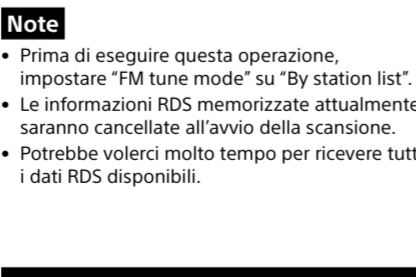 Note
• Prima di eseguire questa operazione,
impostare “FM tune mode” su “By station list”.
• Le informazioni RDS memorizzate attualmente
saranno cancellate all’avvio della scansione.
• Potrebbe volerci molto tempo per ricevere tutt
i dati RDS disponibili.